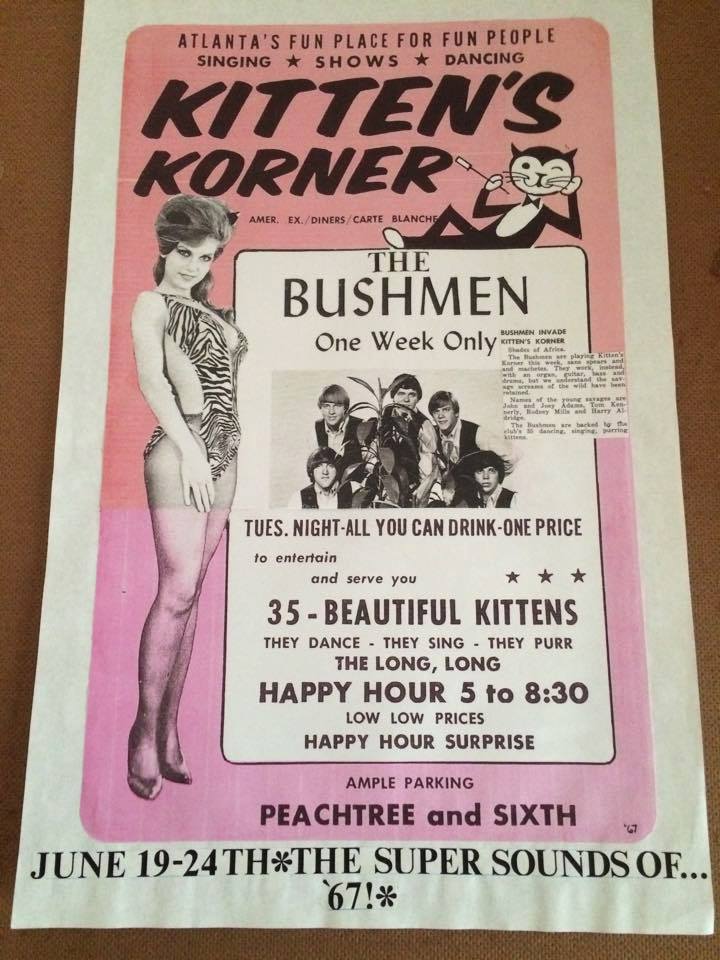 ATLANTA'S FUN PLACE FOR FUN PEOPLE
SINGING ★ SHOWS ★ DANCING
KITTEN'S
KORNER
AMER. EX./DINERS/CARTE BLANCHE
THE
BUSHMEN
One Week Only
BUSHMEN INVADE
KITTEN'S KORNER
Shades of Africa.
The Bushmen are playing Kitten's
Korner this week, sans spears and
and machetes. They work, instead,
with an organ, guitar, bass and
drums, but we understand the sav-
age screams of the wild have been
retained.
Names of the young savages are
John and Joey Adams, Tom Ken-
nerly, Rodney Mills and Harry Al-
dridge.
The Bushmen are backed by the
club's 35 dancing, singing, purring
kittens.
TUES. NIGHT-ALL YOU CAN DRINK-ONE PRICE
to entertain
and serve you
★ ★ ★
35 - BEAUTIFUL KITTENS
THEY DANCE - THEY SING - THEY PURR
THE LONG, LONG
HAPPY HOUR 5 to 8:30
LOW LOW PRICES
HAPPY HOUR SURPRISE
AMPLE PARKING
PEACHTREE and SIXTH
'67
JUNE 19-24TH*THE SUPER SOUNDS OF...
'67!*